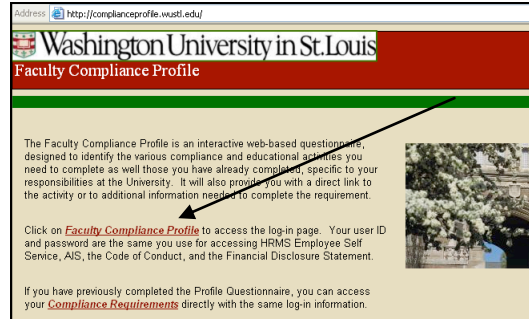 Address http://complianceprofile.wustl.edu/
Washington University in St. Louis
Faculty Compliance Profile
The Faculty Compliance Profile is an interactive web-based questionnaire,
designed to identify the various compliance and educational activities you
need to complete as well those you have already completed, specific to your
responsibilities at the University. It will also provide you with a direct link to
the activity or to additional information needed to complete the requirement.
Click on Faculty Compliance Profile to access the log-in page. Your user ID
and password are the same you use for accessing HRMS Employee Self
Service, AIS, the Code of Conduct, and the Financial Disclosure Statement.
If you have previously completed the Profile Questionnaire, you can access
your Compliance Requirements directly with the same log-in information.